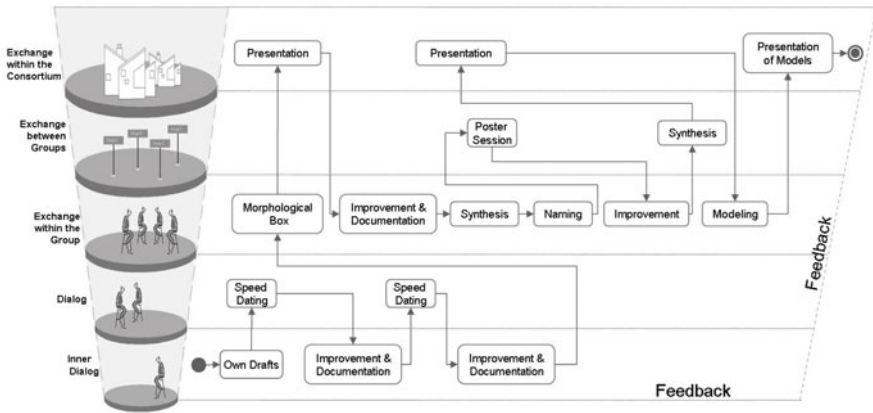 Exchange
within the
Consortium
Presentation
Presentation
Presentation
of Models
Exchange
between
Groups
Poster
Session
Synthesis
Exchange
within the
Group
Morphological
Box
Improvement &
Documentation
Synthesis
Naming
Improvement
Modeling
Dialog
Speed
Dating
Speed
Dating
Inner
Dialog
Own Drafts
Improvement &
Documentation
Improvement &
Documentation
Feedback
Feedback